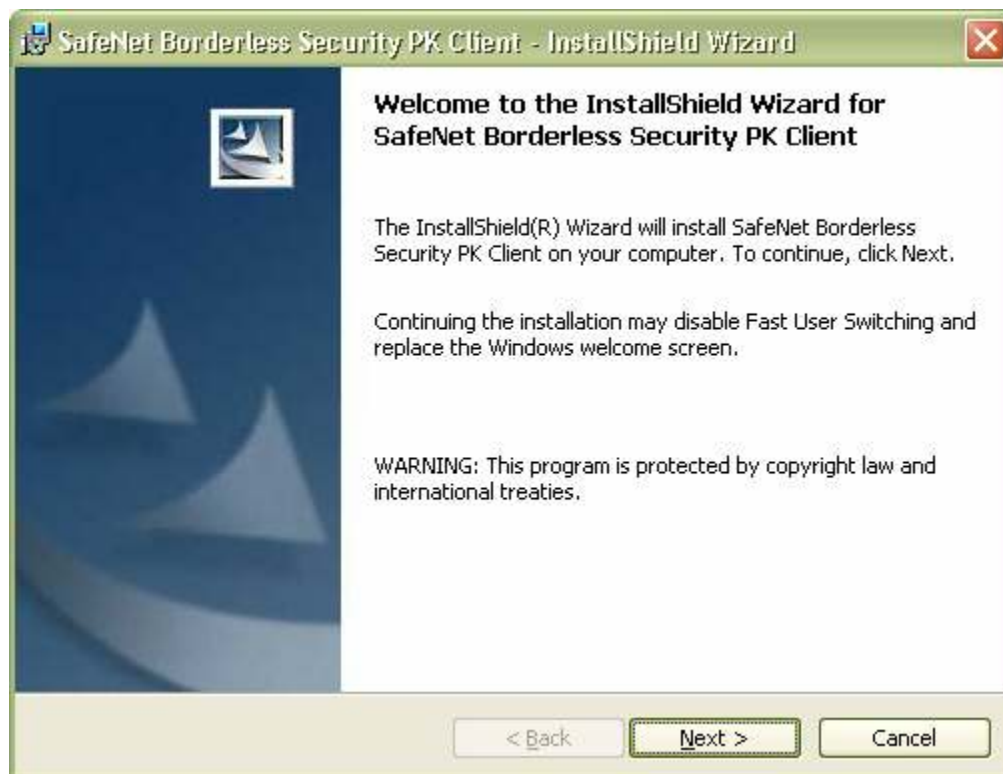 SafeNet Borderless Security PK Client - InstallShield Wizard
Welcome to the InstallShield Wizard for
SafeNet Borderless Security PK Client
The InstallShield(R) Wizard will install SafeNet Borderless
Security PK Client on your computer. To continue, click Next.
Continuing the installation may disable Fast User Switching and
replace the Windows welcome screen.
WARNING: This program is protected by copyright law and
international treaties.
< Back
Next >
Cancel